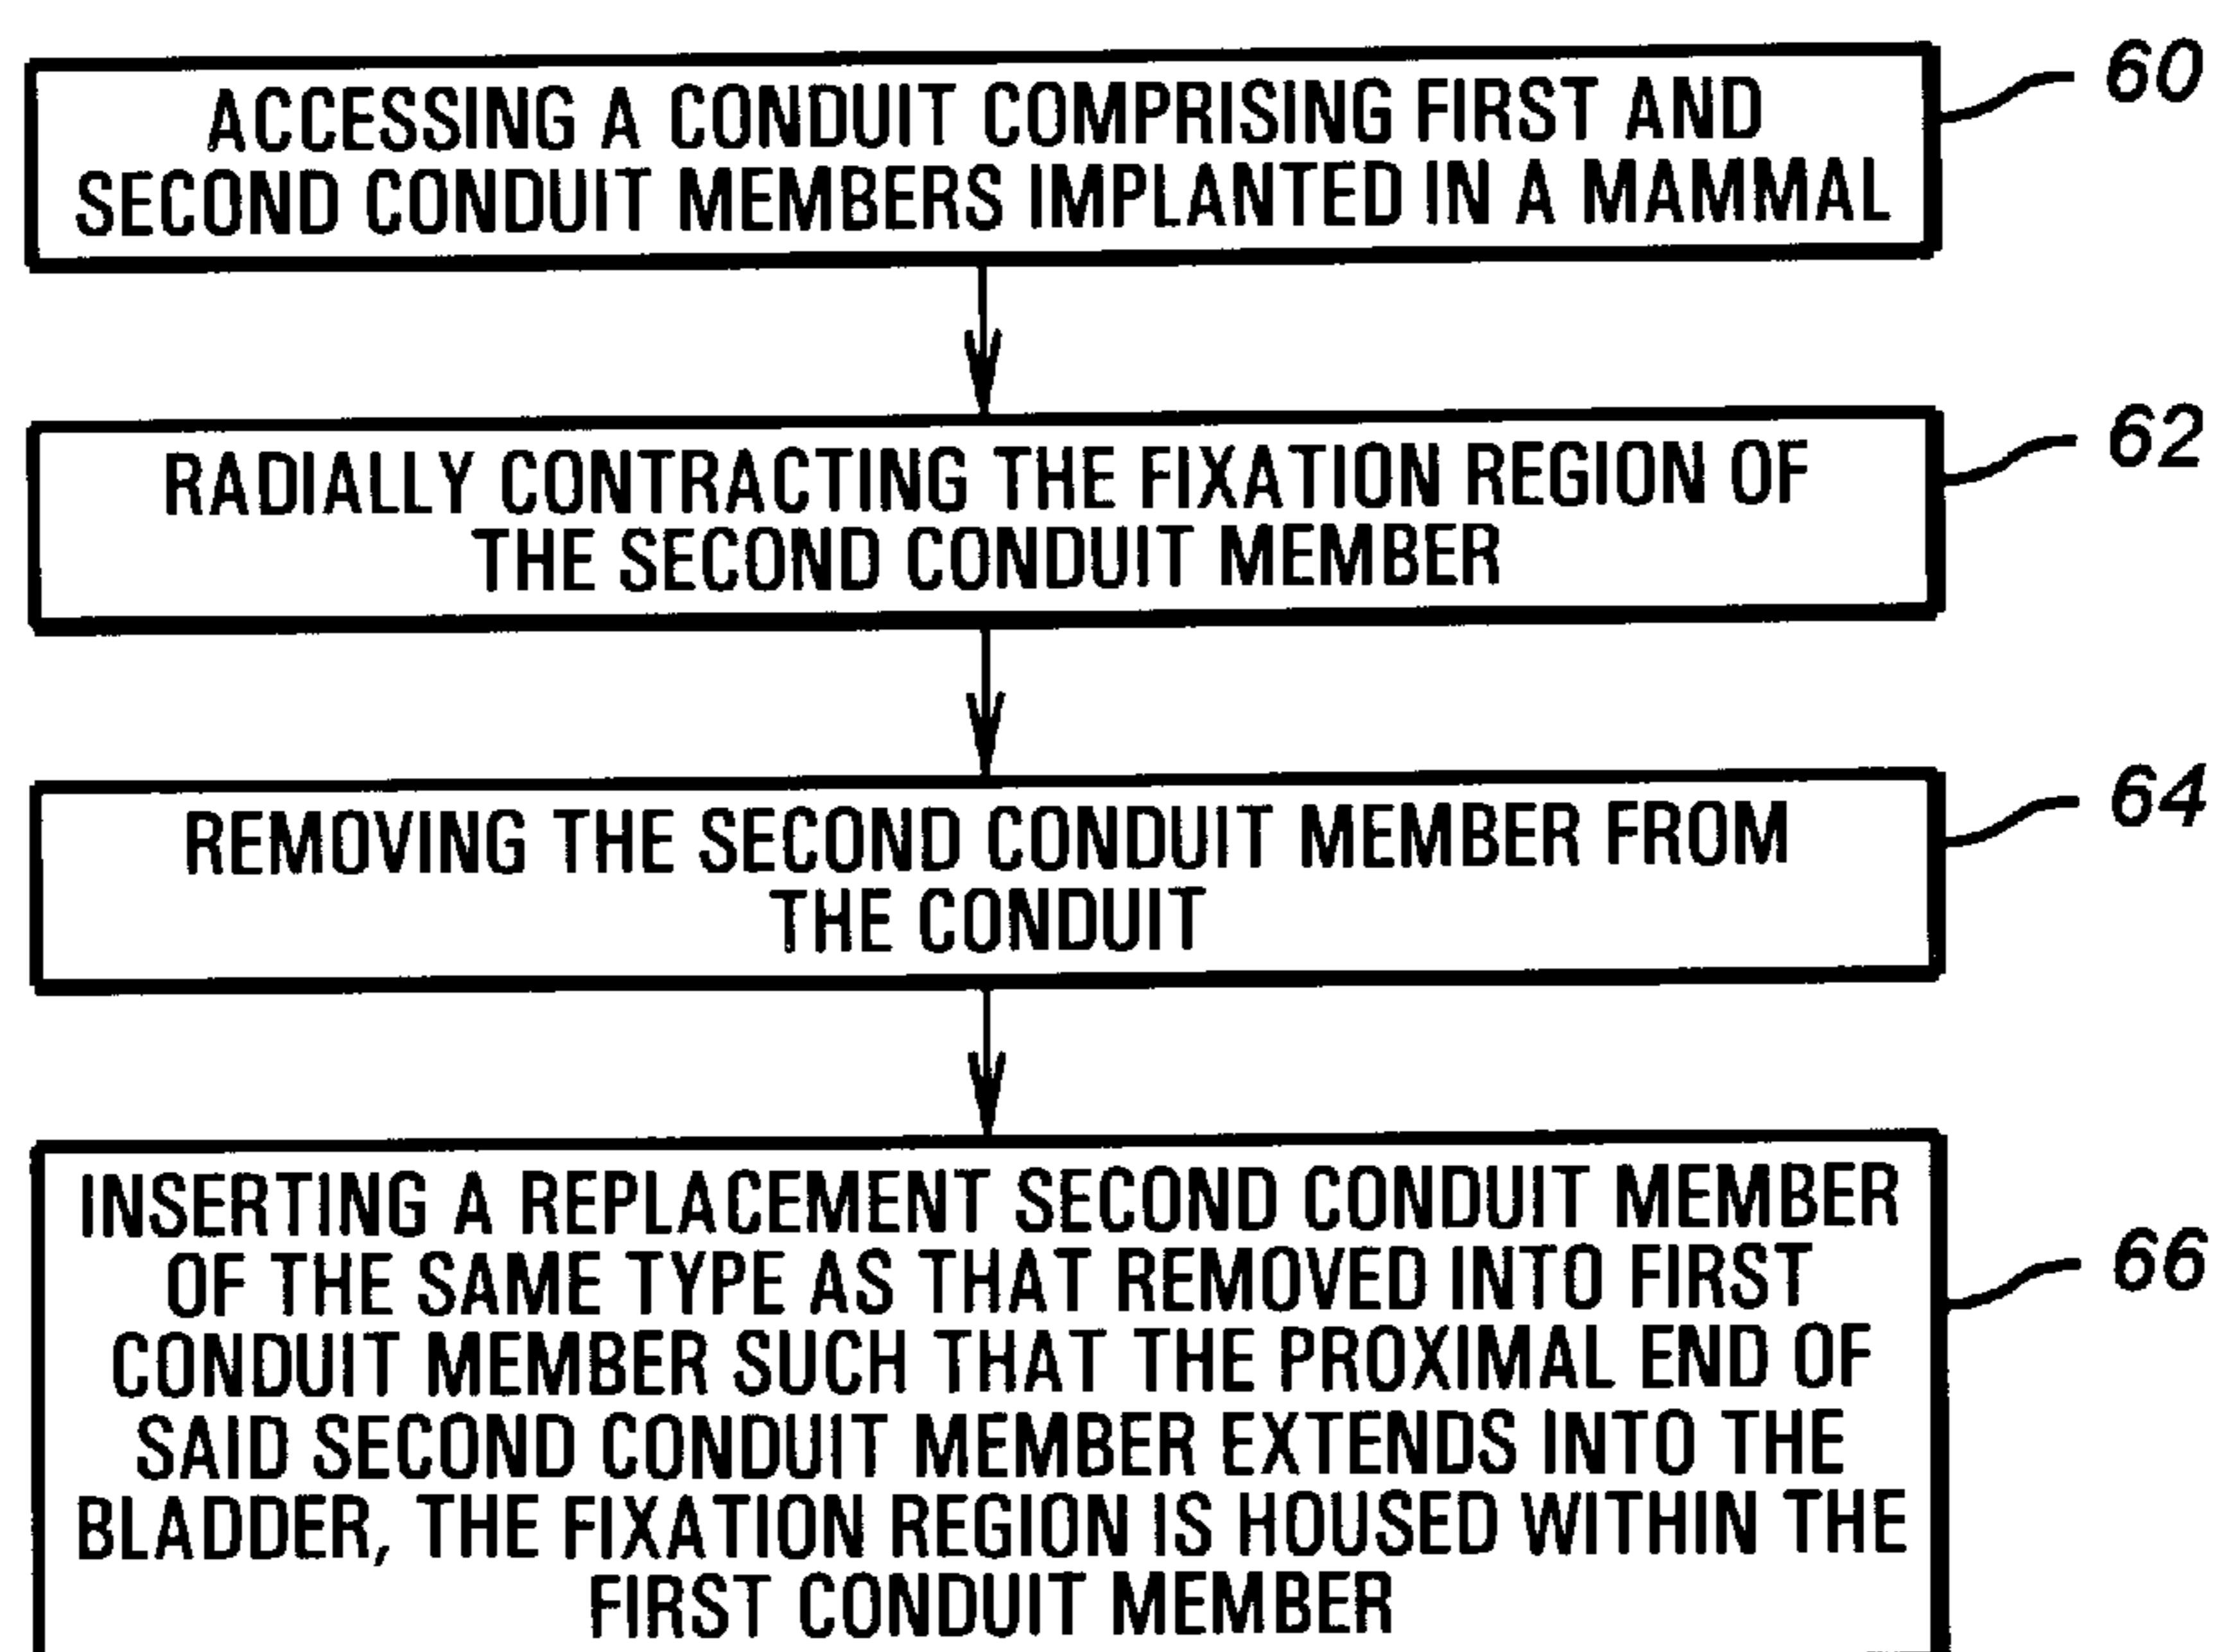 ACCESSING A CONDUIT COMPRISING FIRST AND
SECOND CONDUIT MEMBERS IMPLANTED IN A MAMMAL
60
RADIALLY CONTRACTING THE FIXATION REGION OF
THE SECOND CONDUIT MEMBER
62
REMOVING THE SECOND CONDUIT MEMBER FROM
THE CONDUIT
64
INSERTING A REPLACEMENT SECOND CONDUIT MEMBER
OF THE SAME TYPE AS THAT REMOVED INTO FIRST
CONDUIT MEMBER SUCH THAT THE PROXIMAL END OF
SAID SECOND CONDUIT MEMBER EXTENDS INTO THE
BLADDER, THE FIXATION REGION IS HOUSED WITHIN THE
FIRST CONDUIT MEMBER
66